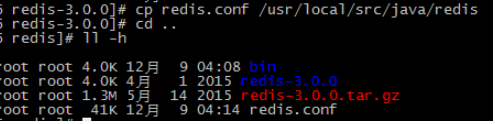 redis-3.0.0]# cp redis.conf /usr/local/src/java/redis
redis-3.0.0]# cd ..
redis]# ll -h
root root 4.0K 12月 9 04:08 bin
root root 4.0K 4月 1 2015 redis-3.0.0
root root 1.3M 5月 14 2015 redis-3.0.0.tar.gz
root root 41K 12月 9 04:14 redis.conf